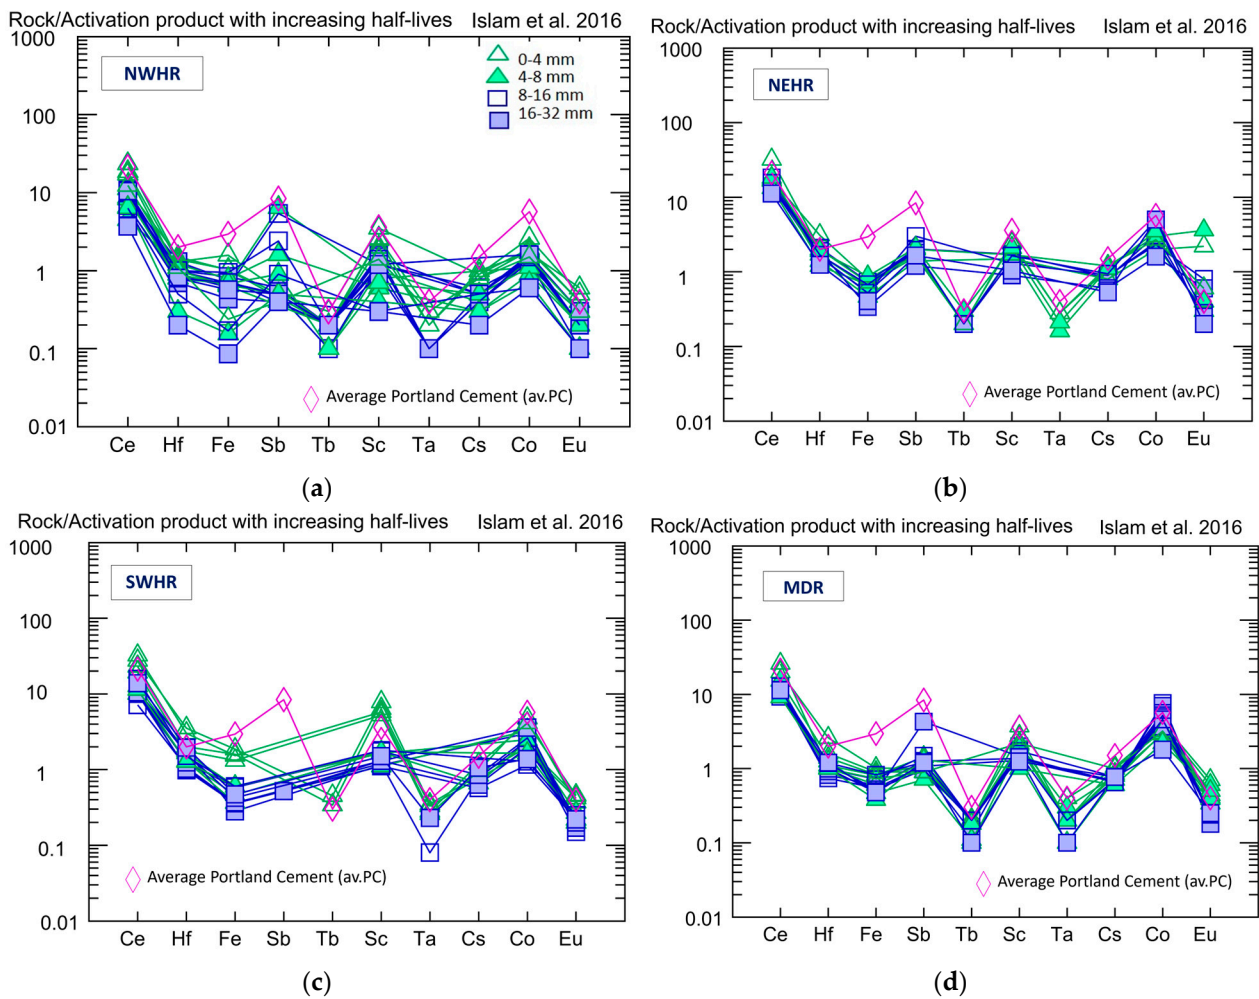 Rock/Activation product with increasing half-lives Islam et al. 2016
1000
100
10
1
0.1
0.01
NWHR
0-4 mm
4-8 mm
8-16 mm
16-32 mm
Average Portland Cement (av.PC)
Ce Hf Fe Sb Tb Sc Ta Cs Co Eu
(a)
Rock/Activation product with increasing half-lives Islam et al. 2016
1000
100
10
1
0.1
0.01
NEHR
Average Portland Cement (av.PC)
Ce Hf Fe Sb Tb Sc Ta Cs Co Eu
(b)
Rock/Activation product with increasing half-lives Islam et al. 2016
1000
100
10
1
0.1
0.01
SWHR
Average Portland Cement (av.PC)
Ce Hf Fe Sb Tb Sc Ta Cs Co Eu
(c)
Rock/Activation product with increasing half-lives Islam et al. 2016
1000
100
10
1
0.1
0.01
MDR
Average Portland Cement (av.PC)
Ce Hf Fe Sb Tb Sc Ta Cs Co Eu
(d)